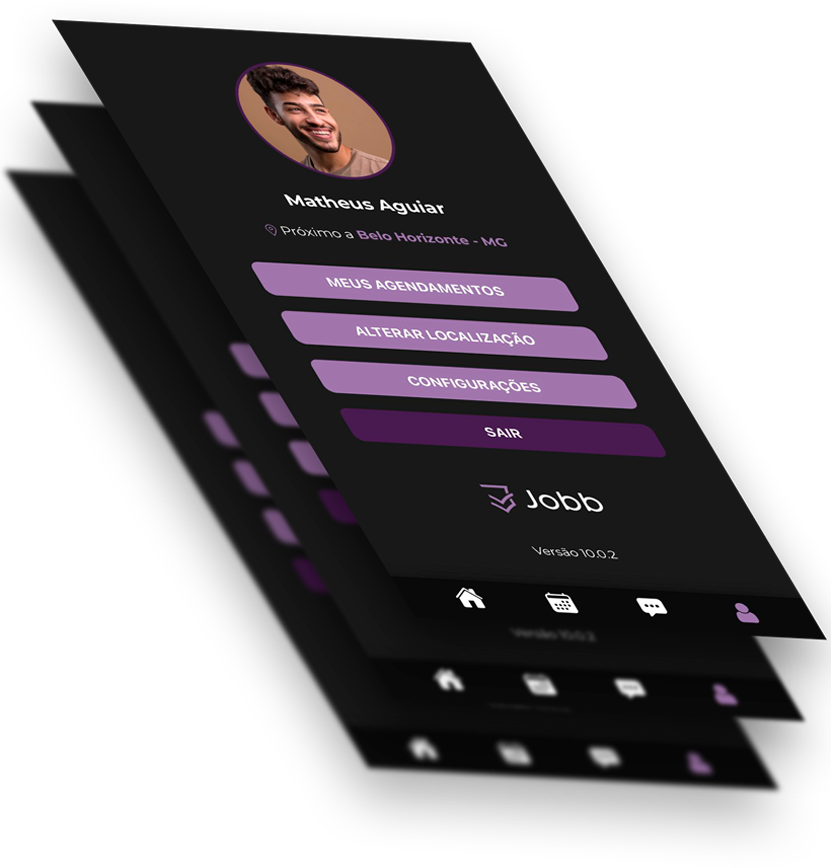 Matheus Aguiar
Próximo a Belo Horizonte - MG
MEUS AGENDAMENTOS
ALTERAR LOCALIZAÇÃO
CONFIGURAÇÕES
SAIR
Jobb
Versão 10.0.2
Versão 10.0.2